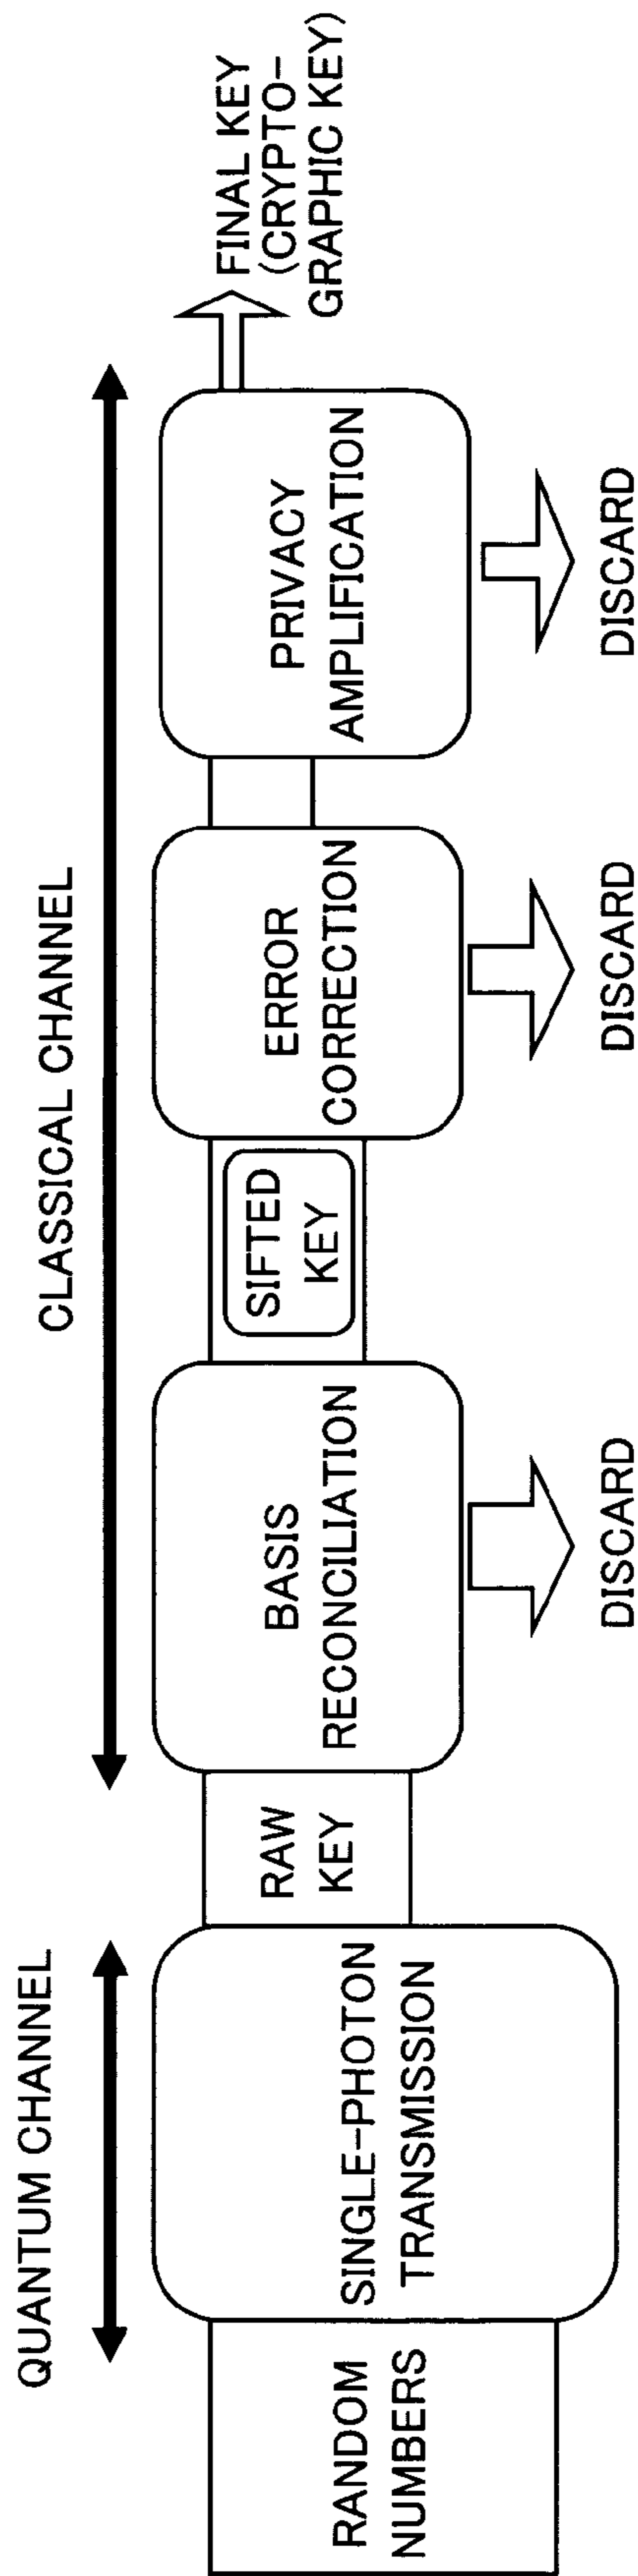 QUANTUM CHANNEL
CLASSICAL CHANNEL
RANDOM
NUMBERS
SINGLE-PHOTON
TRANSMISSION
RAW
KEY
BASIS
RECONCILIATION
DISCARD
SIFTED
KEY
ERROR
CORRECTION
DISCARD
PRIVACY
AMPLIFICATION
DISCARD
FINAL KEY
(CRYPTO-
GRAPHIC KEY)